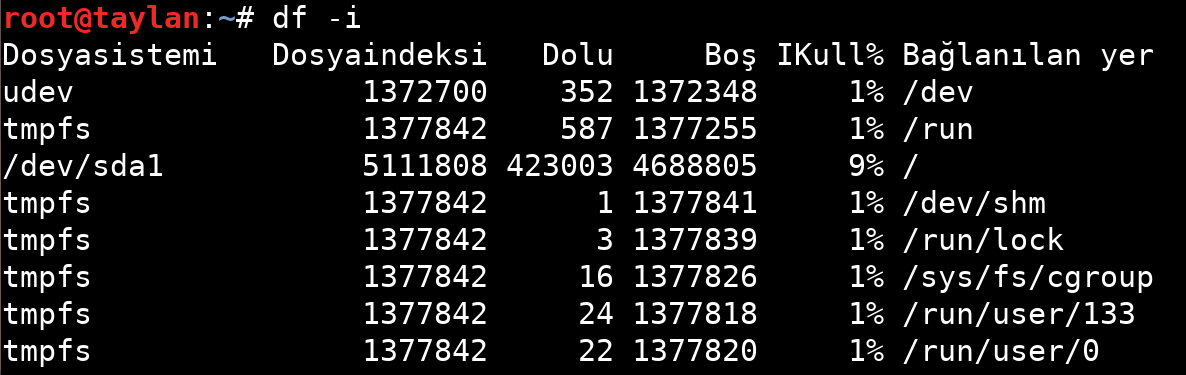 root@taylan:~# df -i
Dosyasistemi   Dosyaindeksi   Dolu     Boş IKull% Bağlanılan yer
udev                1372700    352 1372348     1% /dev
tmpfs               1377842    587 1377255     1% /run
/dev/sda1           5111808 423003 4688805     9% /
tmpfs               1377842      1 1377841     1% /dev/shm
tmpfs               1377842      3 1377839     1% /run/lock
tmpfs               1377842     16 1377826     1% /sys/fs/cgroup
tmpfs               1377842     24 1377818     1% /run/user/133
tmpfs               1377842     22 1377820     1% /run/user/0